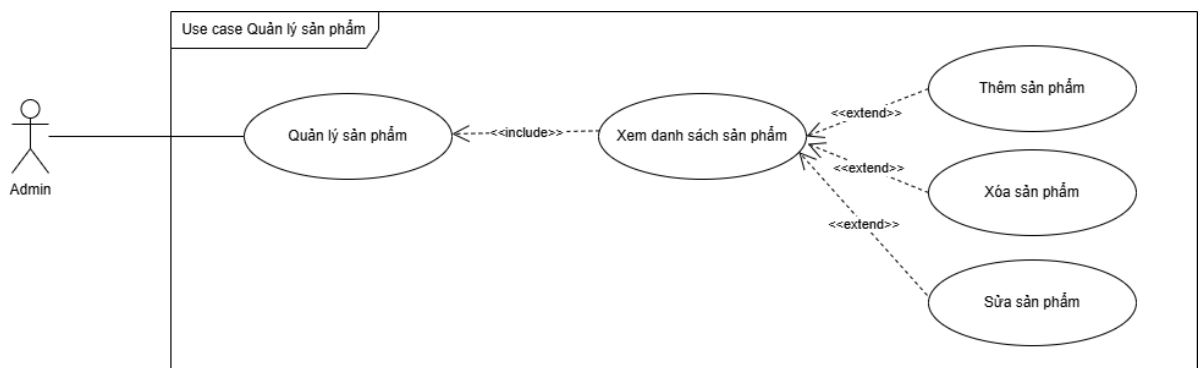 Use case Quản lý sản phẩm
Thêm sản phẩm
<<extend>>
Quản lý sản phẩm
<<include>>
Xem danh sách sản phẩm
<<extend>>
Xóa sản phẩm
Admin
<<extend>>
Sửa sản phẩm